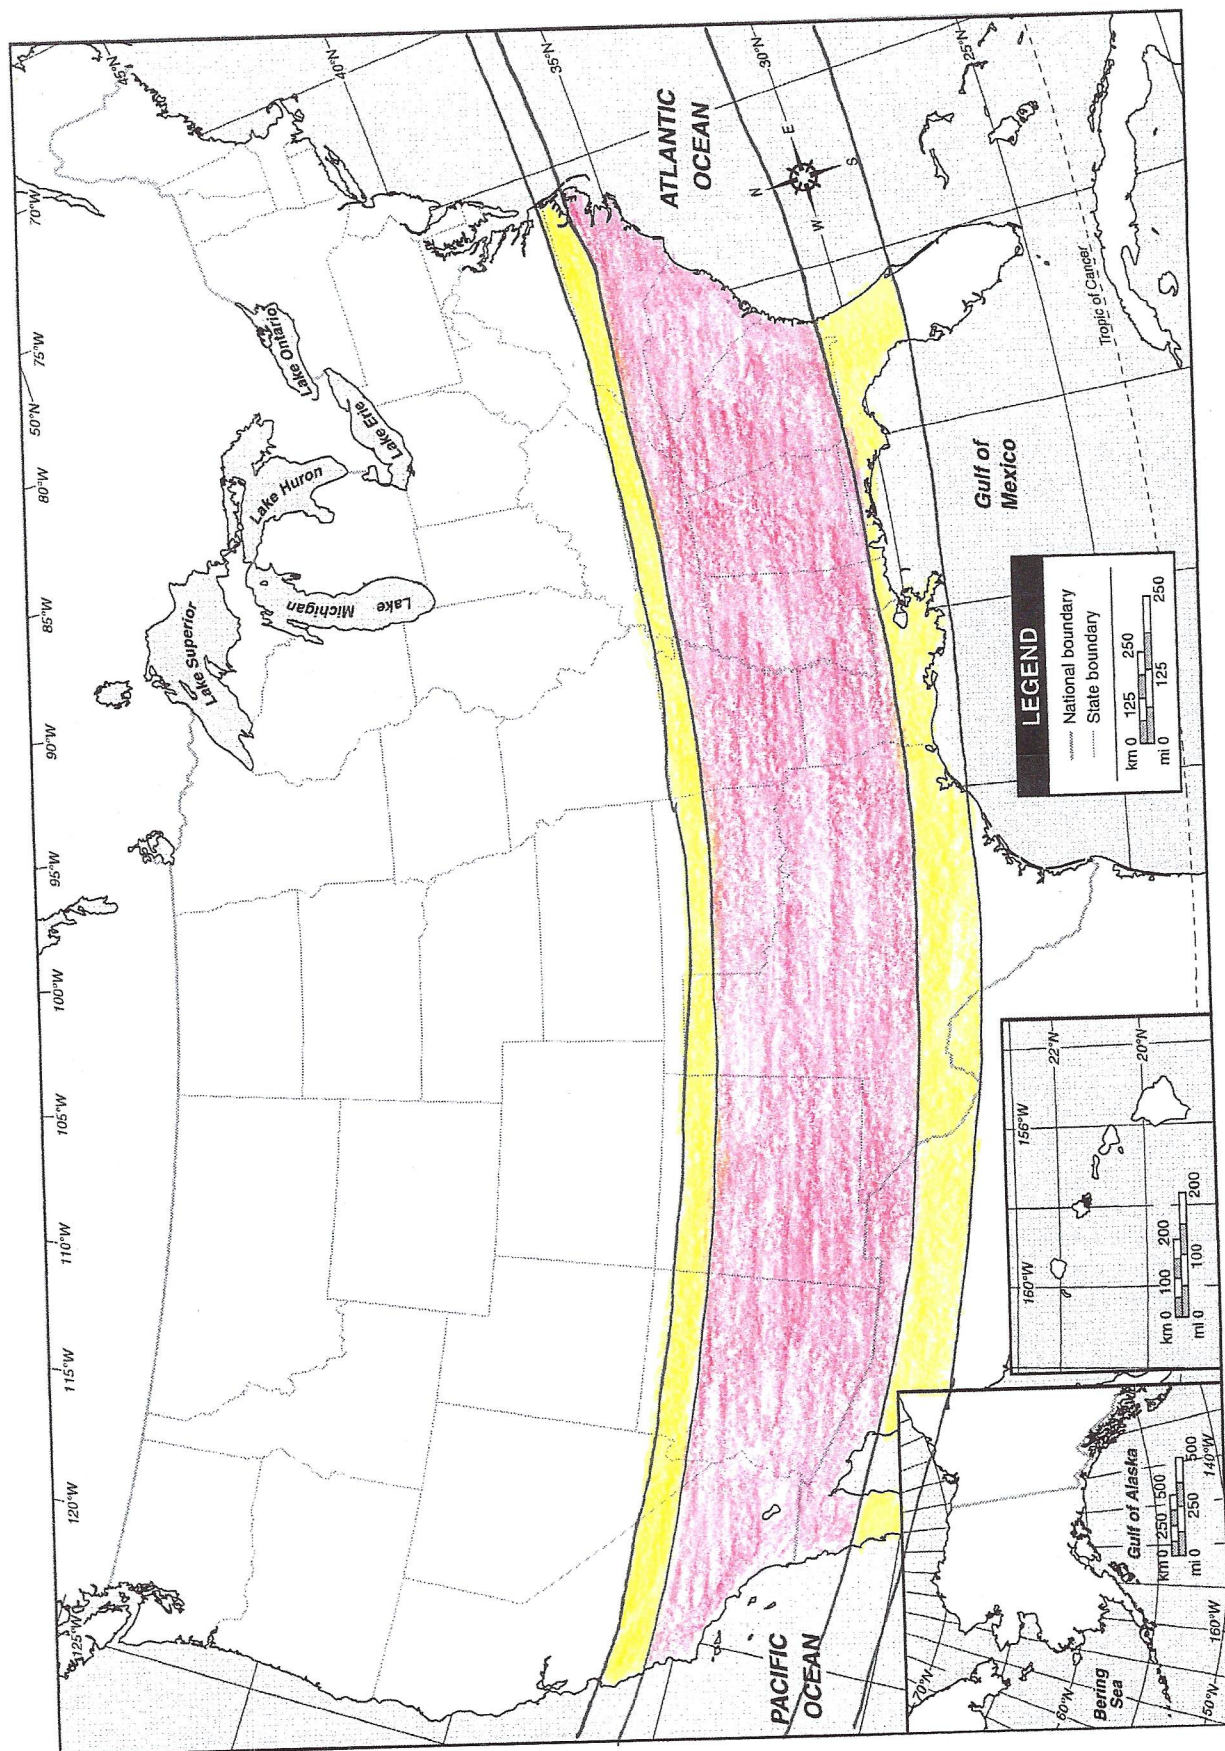 125°W
120°W
115°W
110°W
105°W
100°W
95°W
90°W
85°W
80°W
50°N
75°W
70°W
45°N
40°N
35°N
30°N
25°N
Lake Superior
Lake
Michigan
Lake Huron
Lake Erie
Lake Ontario
ATLANTIC
OCEAN
N
E
S
W
PACIFIC
OCEAN
Gulf of
Mexico
Tropic of Cancer
LEGEND
National boundary
State boundary
km 0 125 250
mi 0 125 250
160°W
156°W
22°N
20°N
km 0 100 200
mi 0 100 200
70°N
60°N
50°N
Bering
Sea
Gulf of Alaska
km 0 250 500
mi 0 250 500
160°W
140°W